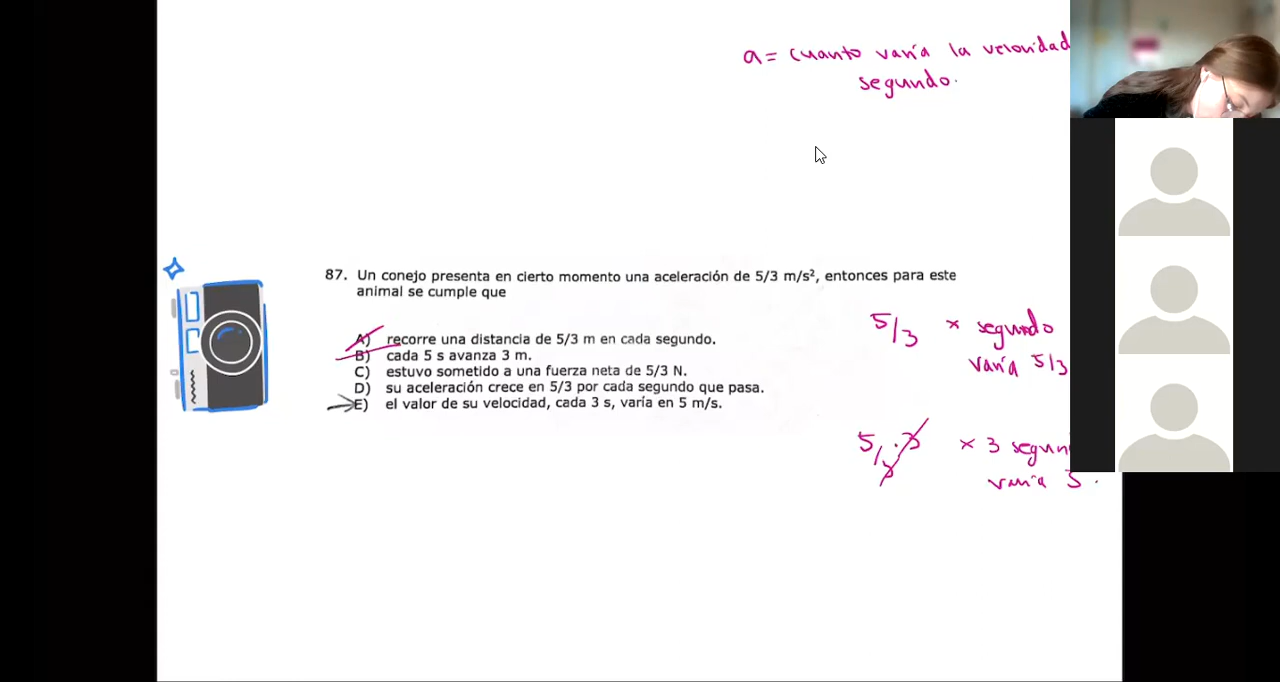 a = cuanto varía la velocidad
segundo.
87. Un conejo presenta en cierto momento una aceleración de 5/3 m/s², entonces para este
animal se cumple que
A) recorre una distancia de 5/3 m en cada segundo.
B) cada 5 s avanza 3 m.
C) estuvo sometido a una fuerza neta de 5/3 N.
D) su aceleración crece en 5/3 por cada segundo que pasa.
E) el valor de su velocidad, cada 3 s, varía en 5 m/s.
5/3 x segundo
varía 5/3
5/3 · 3 x 3 segun
varía 5.